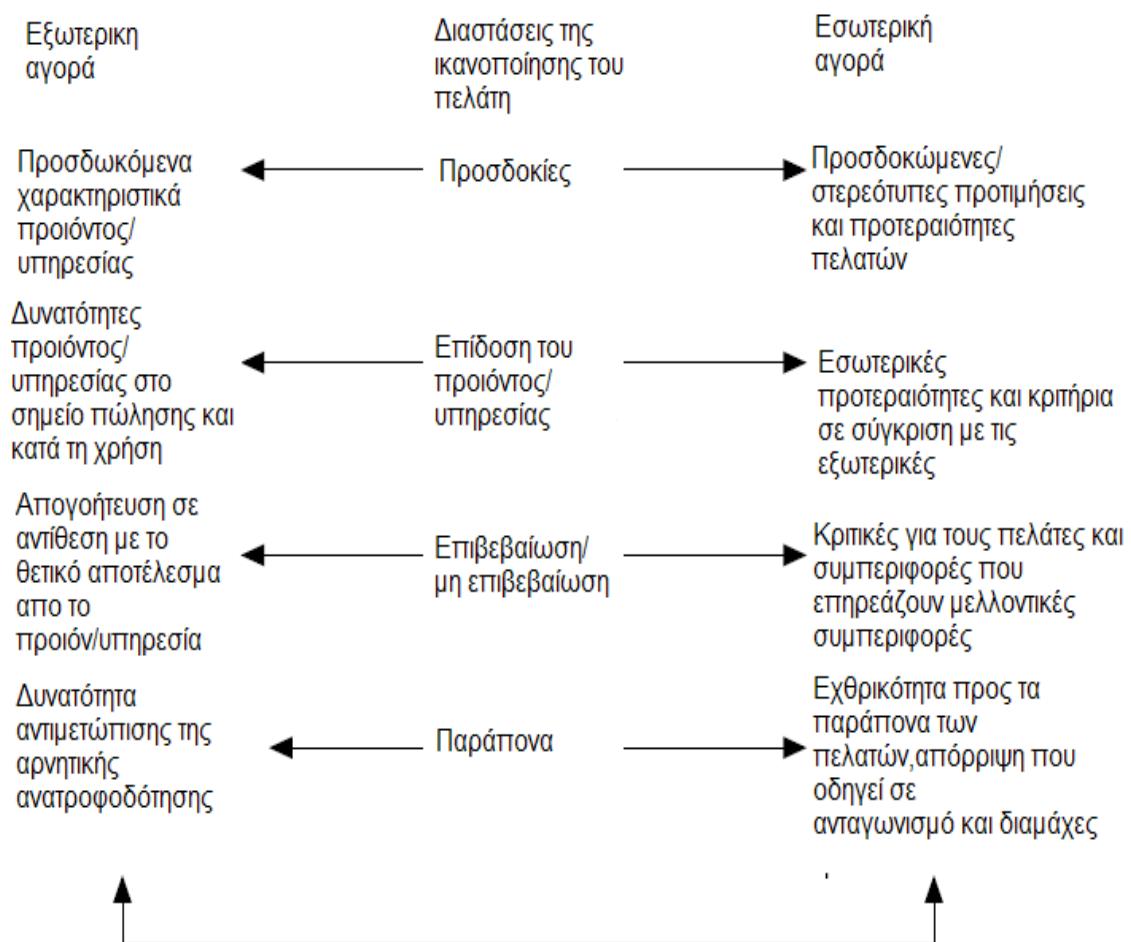 Εξωτερικη
αγορά
Διαστάσεις της
ικανοποίησης του
πελάτη
Εσωτερική
αγορά
Προσδωκόμενα
χαρακτηριστικά
προιόντος/
υπηρεσίας
Προσδοκίες
Προσδοκώμενες/
στερεότυπες προτιμήσεις
και προτεραιότητες
πελατών
Δυνατότητες
προιόντος/
υπηρεσίας στο
σημείο πώλησης και
κατά τη χρήση
Επίδοση του
προιόντος/
υπηρεσίας
Εσωτερικές
προτεραιότητες και κριτήρια
σε σύγκριση με τις
εξωτερικές
Απογοήτευση σε
αντίθεση με το
θετικό αποτέλεσμα
απο το
προιόν/υπηρεσία
Επιβεβαίωση/
μη επιβεβαίωση
Κριτικές για τους πελάτες και
συμπεριφορές που
επηρεάζουν μελλοντικές
συμπεριφορές
Δυνατότητα
αντιμετώπισης της
αρνητικής
ανατροφοδότησης
Παράπονα
Εχθρικότητα προς τα
παράπονα των
πελατών,απόρριψη που
οδηγεί σε
ανταγωνισμό και διαμάχες